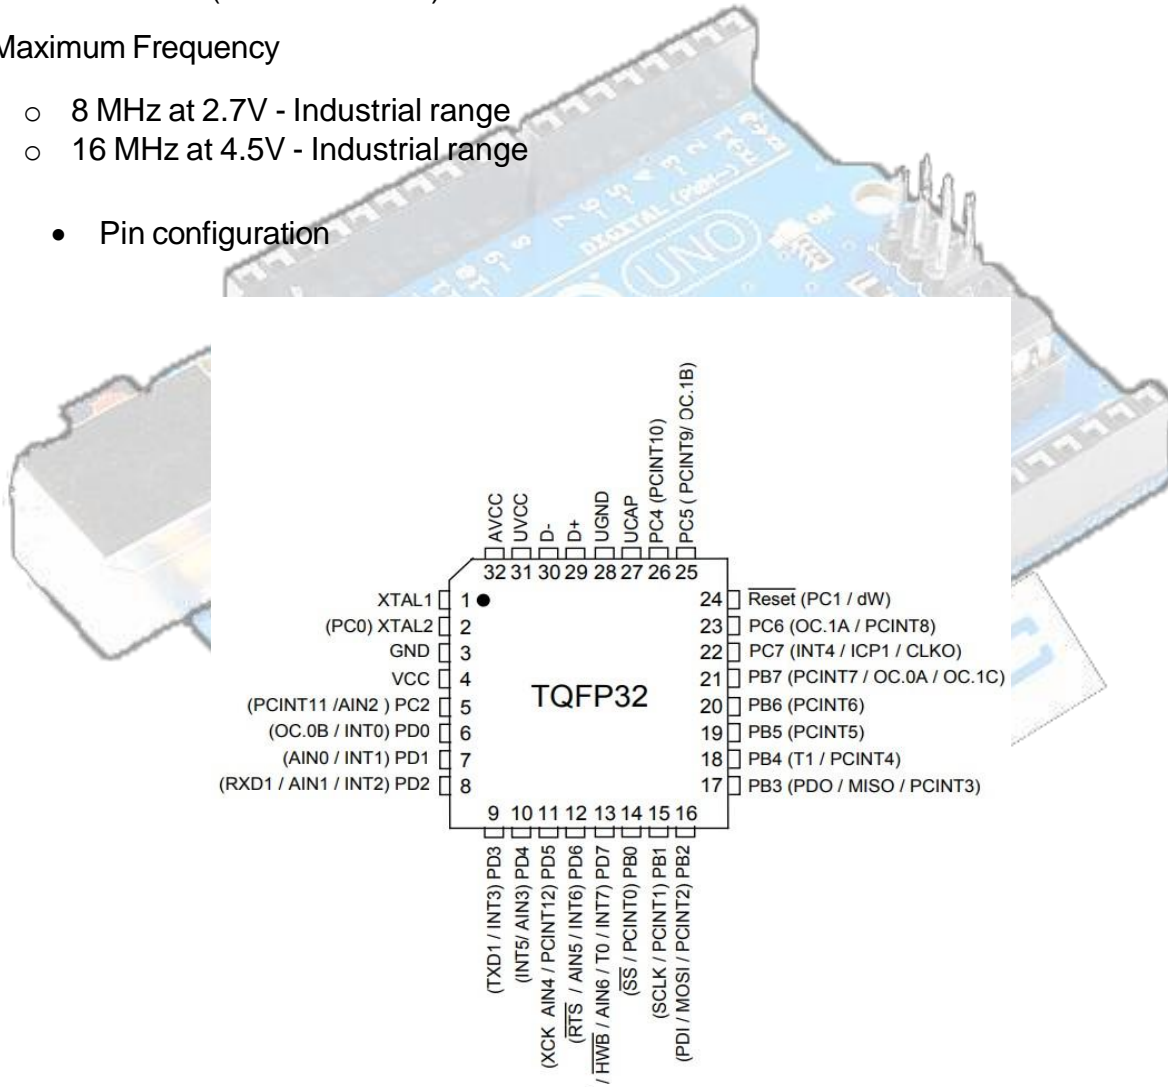 Maximum Frequency
o 8 MHz at 2.7V - Industrial range
o 16 MHz at 4.5V - Industrial range
• Pin configuration
DIGITAL (PWM~)
UNO
ON
AVCC
UVCC
D-
D+
UGND
UCAP
PC4 (PCINT10)
PC5 ( PCINT9/ OC.1B)
32 31 30 29 28 27 26 25
XTAL1 1
(PC0) XTAL2 2
GND 3
VCC 4
(PCINT11 /AIN2 ) PC2 5
(OC.0B / INT0) PD0 6
(AIN0 / INT1) PD1 7
(RXD1 / AIN1 / INT2) PD2 8
TQFP32
24 Reset (PC1 / dW)
23 PC6 (OC.1A / PCINT8)
22 PC7 (INT4 / ICP1 / CLKO)
21 PB7 (PCINT7 / OC.0A / OC.1C)
20 PB6 (PCINT6)
19 PB5 (PCINT5)
18 PB4 (T1 / PCINT4)
17 PB3 (PDO / MISO / PCINT3)
9 10 11 12 13 14 15 16
(TXD1 / INT3) PD3
(INT5/ AIN3) PD4
(XCK AIN4 / PCINT12) PD5
(RTS / AIN5 / INT6) PD6
/ HWB / AIN6 / T0 / INT7) PD7
(SS / PCINT0) PB0
(SCLK / PCINT1) PB1
(PDI / MOSI / PCINT2) PB2